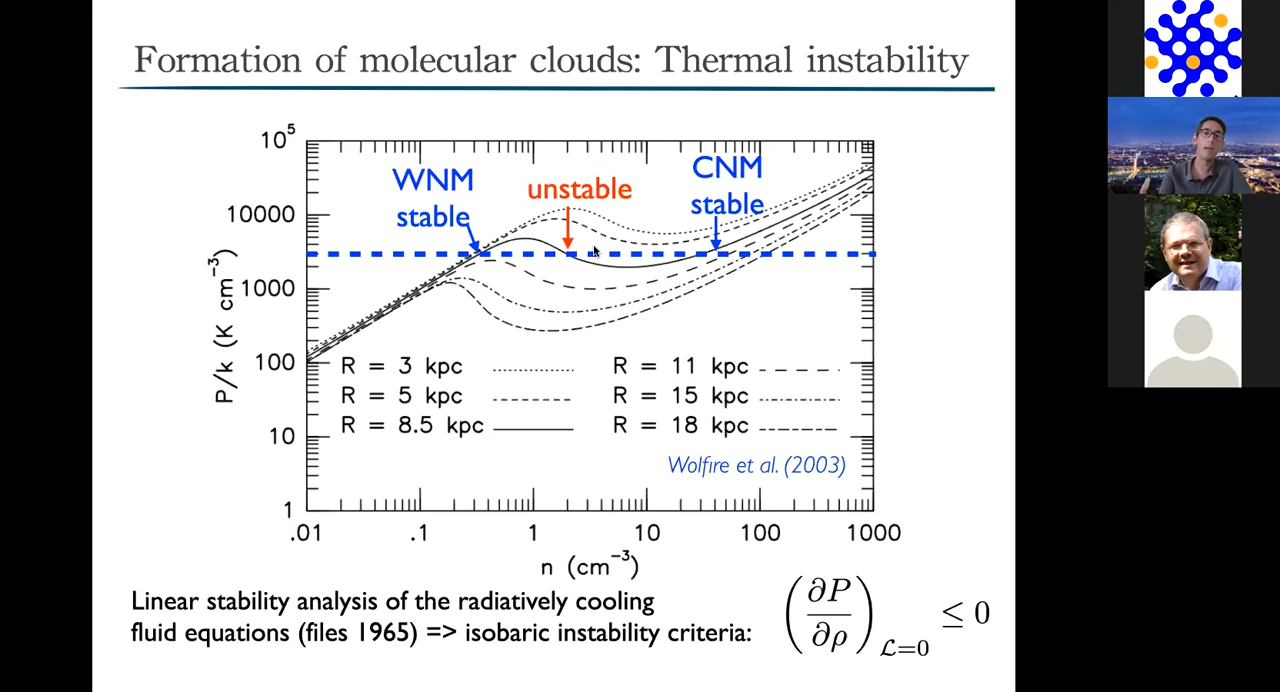 Formation of molecular clouds: Thermal instability
10^5
10000
1000
100
10
1
P/k (K cm^-3)
WNM
stable
unstable
CNM
stable
R = 3 kpc
R = 11 kpc
R = 5 kpc
R = 15 kpc
R = 8.5 kpc
R = 18 kpc
Wolfire et al. (2003)
.01 .1 1 10 100 1000
n (cm^-3)
Linear stability analysis of the radiatively cooling
fluid equations (files 1965) => isobaric instability criteria:
(∂P/∂ρ)_ℒ=0 ≤ 0